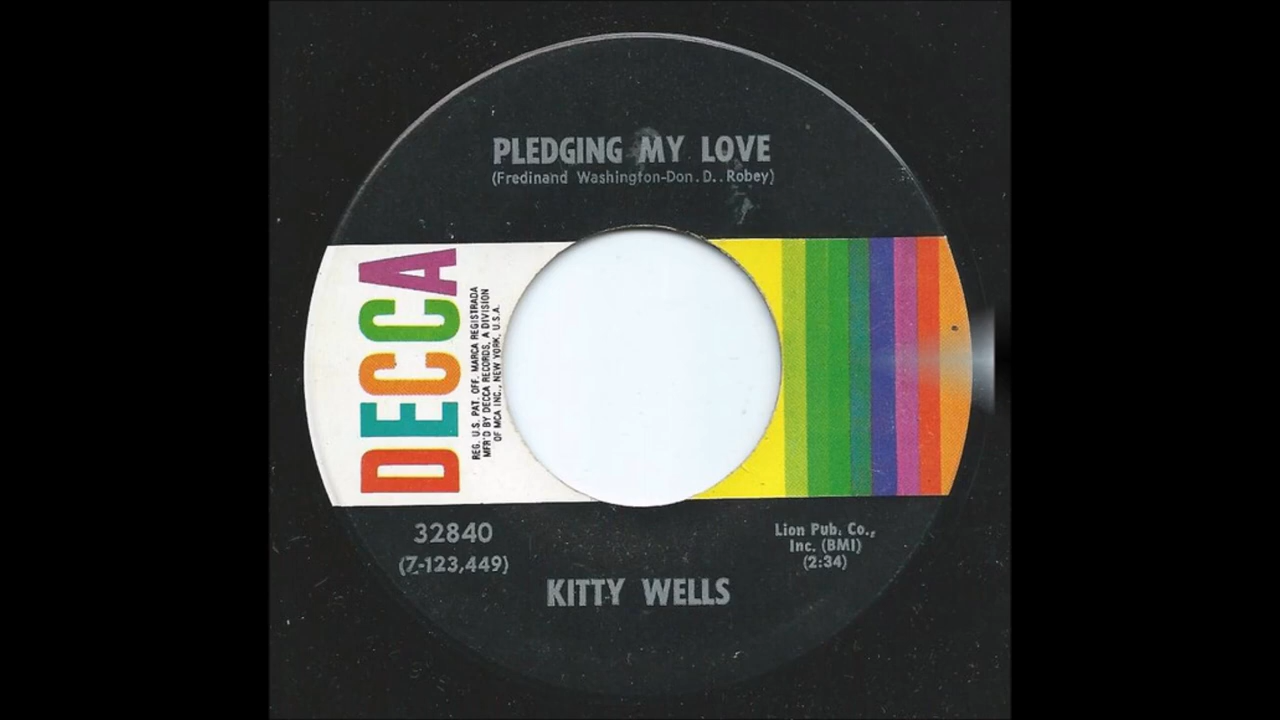 PLEDGING MY LOVE
(Fredinand Washington-Don. D.. Robey)
DECCA
REG. U.S. PAT. OFF. MARCA REGISTRADA
MFR'D BY DECCA RECORDS, A DIVISION
OF MCA INC., NEW YORK, U.S.A.
32840
(7-123,449)
Lion Pub. Co.,
Inc. (BMI)
(2:34)
KITTY WELLS